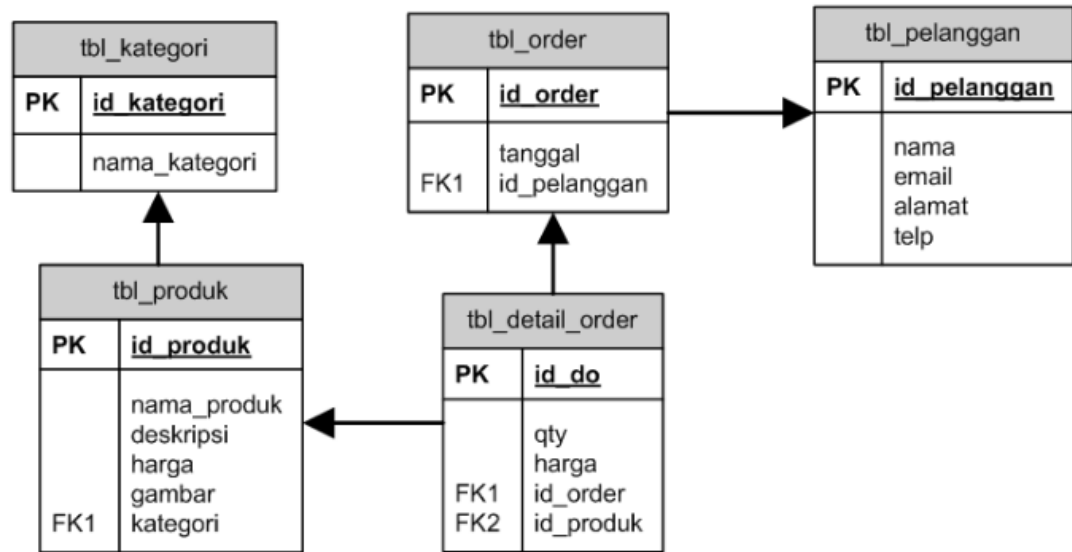 tbl_kategori
PK id_kategori
nama_kategori
tbl_order
PK id_order
tanggal
FK1 id_pelanggan
tbl_pelanggan
PK id_pelanggan
nama
email
alamat
telp
tbl_produk
PK id_produk
nama_produk
deskripsi
harga
gambar
FK1 kategori
tbl_detail_order
PK id_do
qty
harga
FK1 id_order
FK2 id_produk